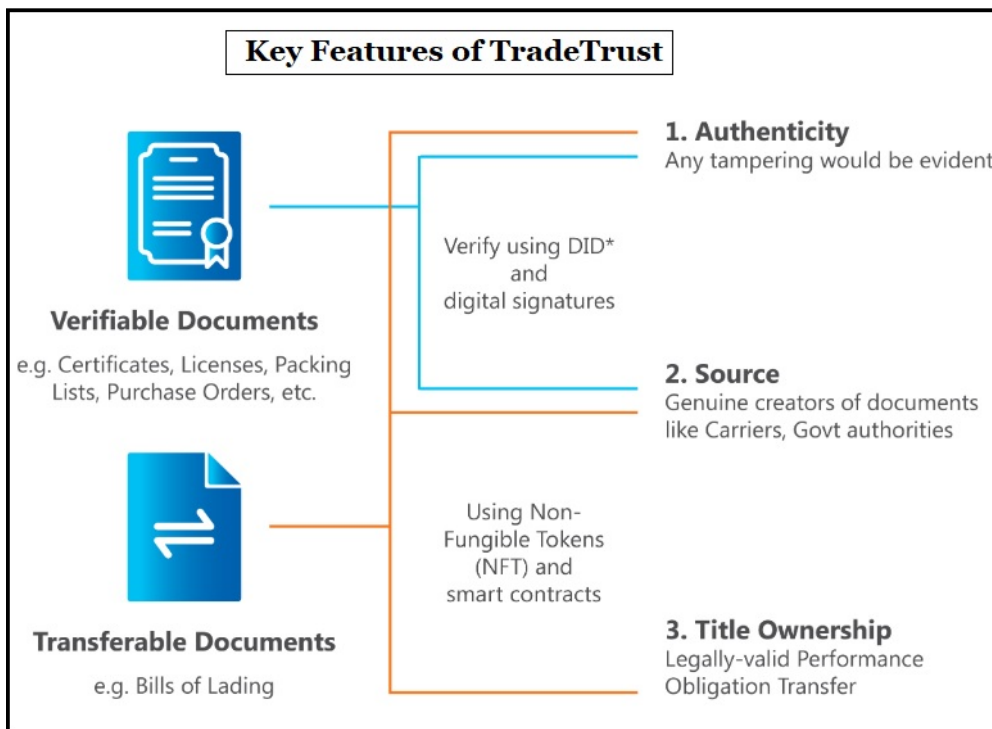 Key Features of TradeTrust
Verifiable Documents
e.g. Certificates, Licenses, Packing
Lists, Purchase Orders, etc.
Transferable Documents
e.g. Bills of Lading
Verify using DID*
and
digital signatures
Using Non-
Fungible Tokens
(NFT) and
smart contracts
1. Authenticity
Any tampering would be evident
2. Source
Genuine creators of documents
like Carriers, Govt authorities
3. Title Ownership
Legally-valid Performance
Obligation Transfer